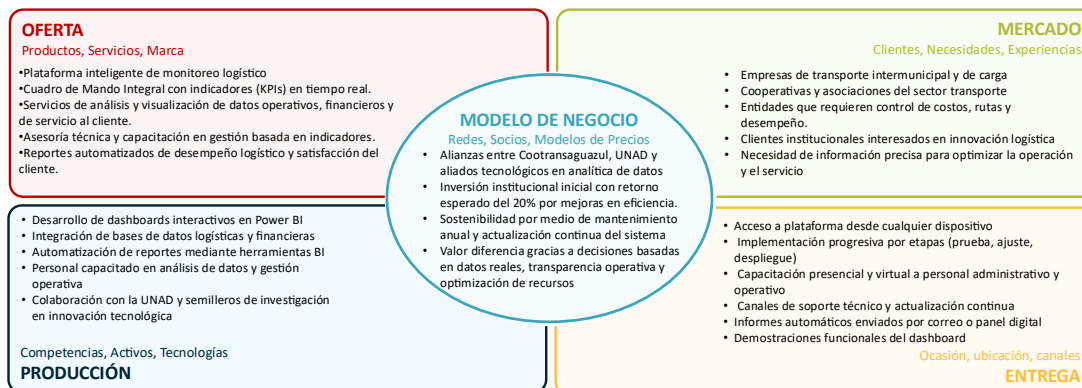 OFERTA
Productos, Servicios, Marca
•Plataforma inteligente de monitoreo logístico
•Cuadro de Mando Integral con indicadores (KPIs) en tiempo real.
•Servicios de análisis y visualización de datos operativos, financieros y
de servicio al cliente.
•Asesoría técnica y capacitación en gestión basada en indicadores.
•Reportes automatizados de desempeño logístico y satisfacción del
cliente.
MERCADO
Clientes, Necesidades, Experiencias
• Empresas de transporte intermunicipal y de carga
• Cooperativas y asociaciones del sector transporte
• Entidades que requieren control de costos, rutas y
desempeño.
• Clientes institucionales interesados en innovación logística
• Necesidad de información precisa para optimizar la operación
y el servicio
MODELO DE NEGOCIO
Redes, Socios, Modelos de Precios
• Alianzas entre Cootransaguazul, UNAD y
aliados tecnológicos en analítica de datos
• Inversión institucional inicial con retorno
esperado del 20% por mejoras en eficiencia.
• Sostenibilidad por medio de mantenimiento
anual y actualización continua del sistema
• Valor diferencia gracias a decisiones basadas
en datos reales, transparencia operativa y
optimización de recursos
• Desarrollo de dashboards interactivos en Power BI
• Integración de bases de datos logísticas y financieras
• Automatización de reportes mediante herramientas BI
• Personal capacitado en análisis de datos y gestión
operativa
• Colaboración con la UNAD y semilleros de investigación
en innovación tecnológica
Competencias, Activos, Tecnologías
PRODUCCIÓN
• Acceso a plataforma desde cualquier dispositivo
• Implementación progresiva por etapas (prueba, ajuste,
despliegue)
• Capacitación presencial y virtual a personal administrativo y
operativo
• Canales de soporte técnico y actualización continua
• Informes automáticos enviados por correo o panel digital
• Demostraciones funcionales del dashboard
Ocasión, ubicación, canales
ENTREGA